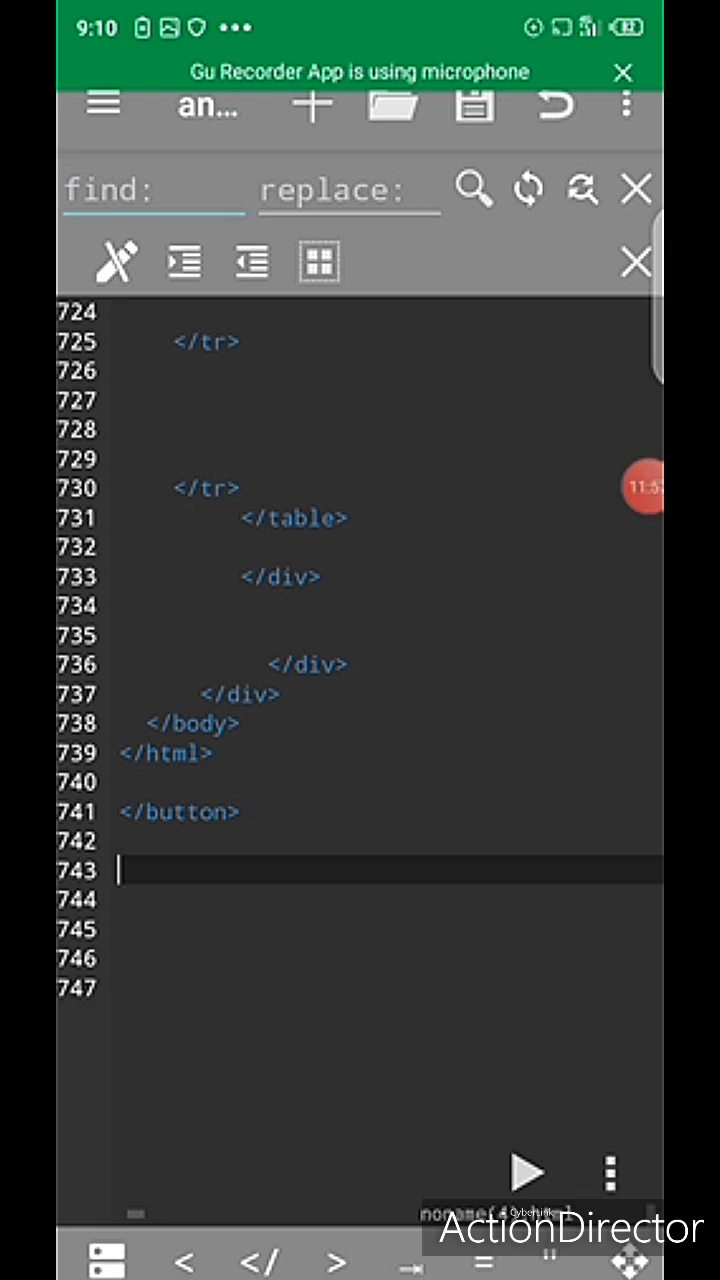 9:10
Gu Recorder App is using microphone
an...
find: replace:
724
725 </tr>
726
727
728
729
730 </tr>
731 </table>
732
733 </div>
734
735
736 </div>
737 </div>
738 </body>
739 </html>
740
741 </button>
742
743
744
745
746
747
CyberLink
ActionDirector
< </ > = "